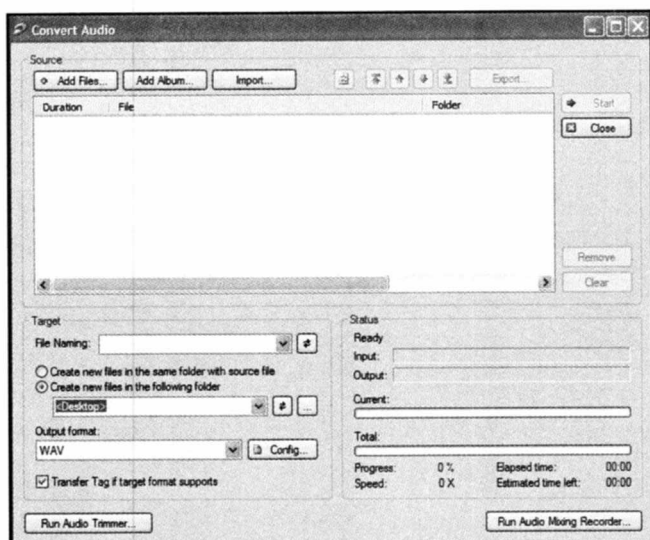 Convert Audio
Source
Add Files... Add Album... Import... Export...
Duration File Folder
Start
Close
Remove
Clear
Target
File Naming:
Create new files in the same folder with source file
Create new files in the following folder
<Desktop>
...
Output format:
WAV Config...
Transfer Tag if target format supports
Run Audio Trimmer...
Status
Ready
Input:
Output:
Current:
Total:
Progress: 0 % Elapsed time: 00:00
Speed: 0 X Estimated time left: 00:00
Run Audio Mixing Recorder...